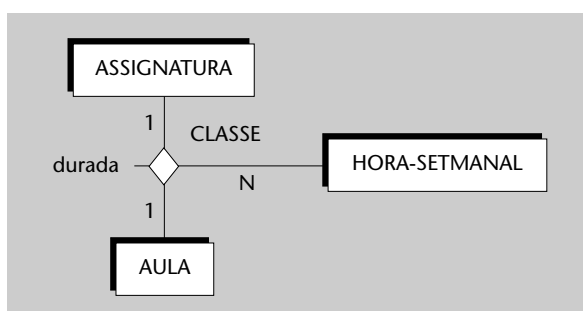 ASSIGNATURA
1
CLASSE
durada
HORA-SETMANAL
N
1
AULA